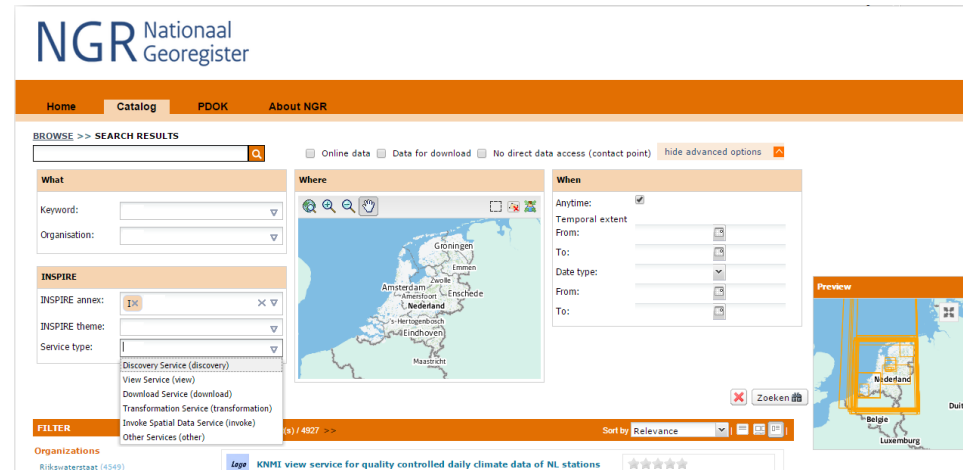 NGR Nationaal
Georegister
Home Catalog PDOK About NGR
BROWSE >> SEARCH RESULTS
Online data Data for download No direct data access (contact point) hide advanced options
What
Keyword:
Organisation:
INSPIRE
INSPIRE annex: I
INSPIRE theme:
Service type:
Discovery Service (discovery)
View Service (view)
Download Service (download)
Transformation Service (transformation)
Invoke Spatial Data Service (invoke)
Other Services (other)
Where
Groningen
Emmen
Zwolle
Amsterdam
Amersfoort Enschede
Nederland
's-Hertogenbosch
Eindhoven
Maastricht
When
Anytime:
Temporal extent
From:
To:
Date type:
From:
To:
Zoeken
Preview
Nederland
Duit
Belgie
Luxemburg
FILTER
(s) / 4927 >> Sort by Relevance
Organizations
Rijkswaterstaat (4549)
Logo KNMI view service for quality controlled daily climate data of NL stations